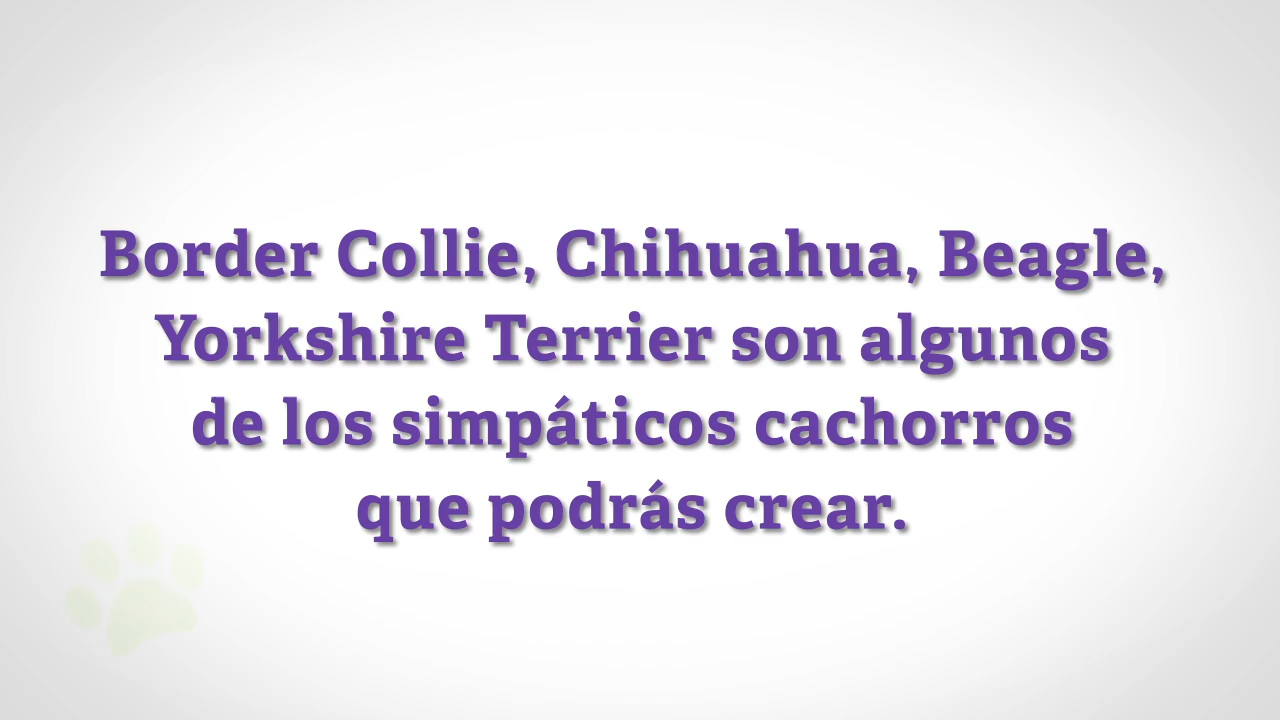 Border Collie, Chihuahua, Beagle,
Yorkshire Terrier son algunos
de los simpáticos cachorros
que podrás crear.